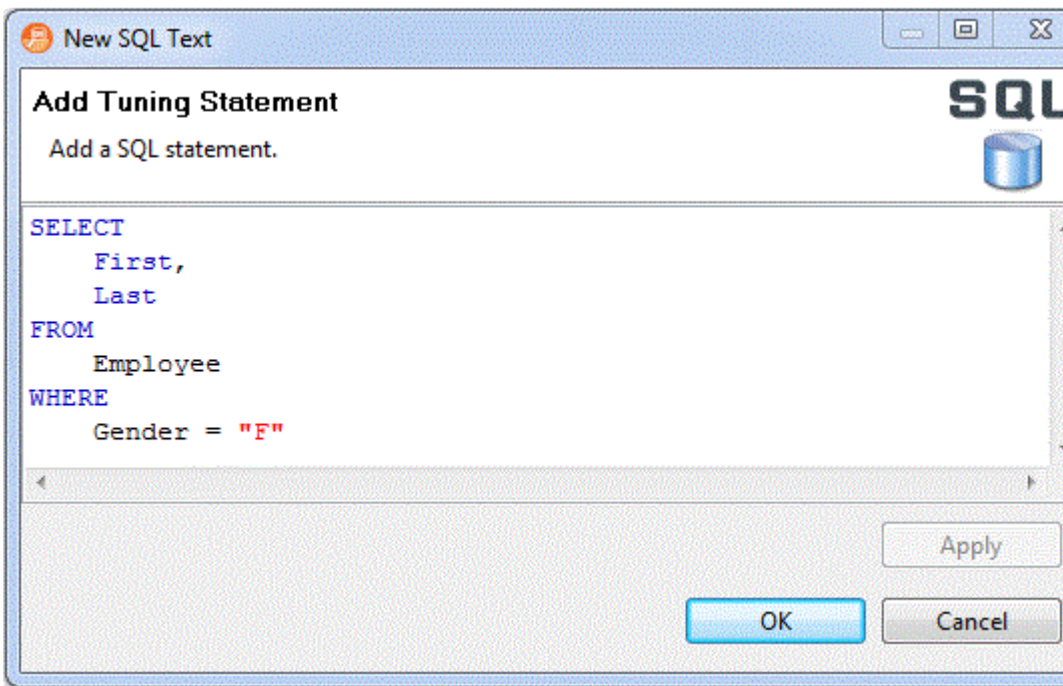 New SQL Text
Add Tuning Statement
SQL
Add a SQL statement.
SELECT
    First,
    Last
FROM
    Employee
WHERE
    Gender = "F"
Apply
OK Cancel